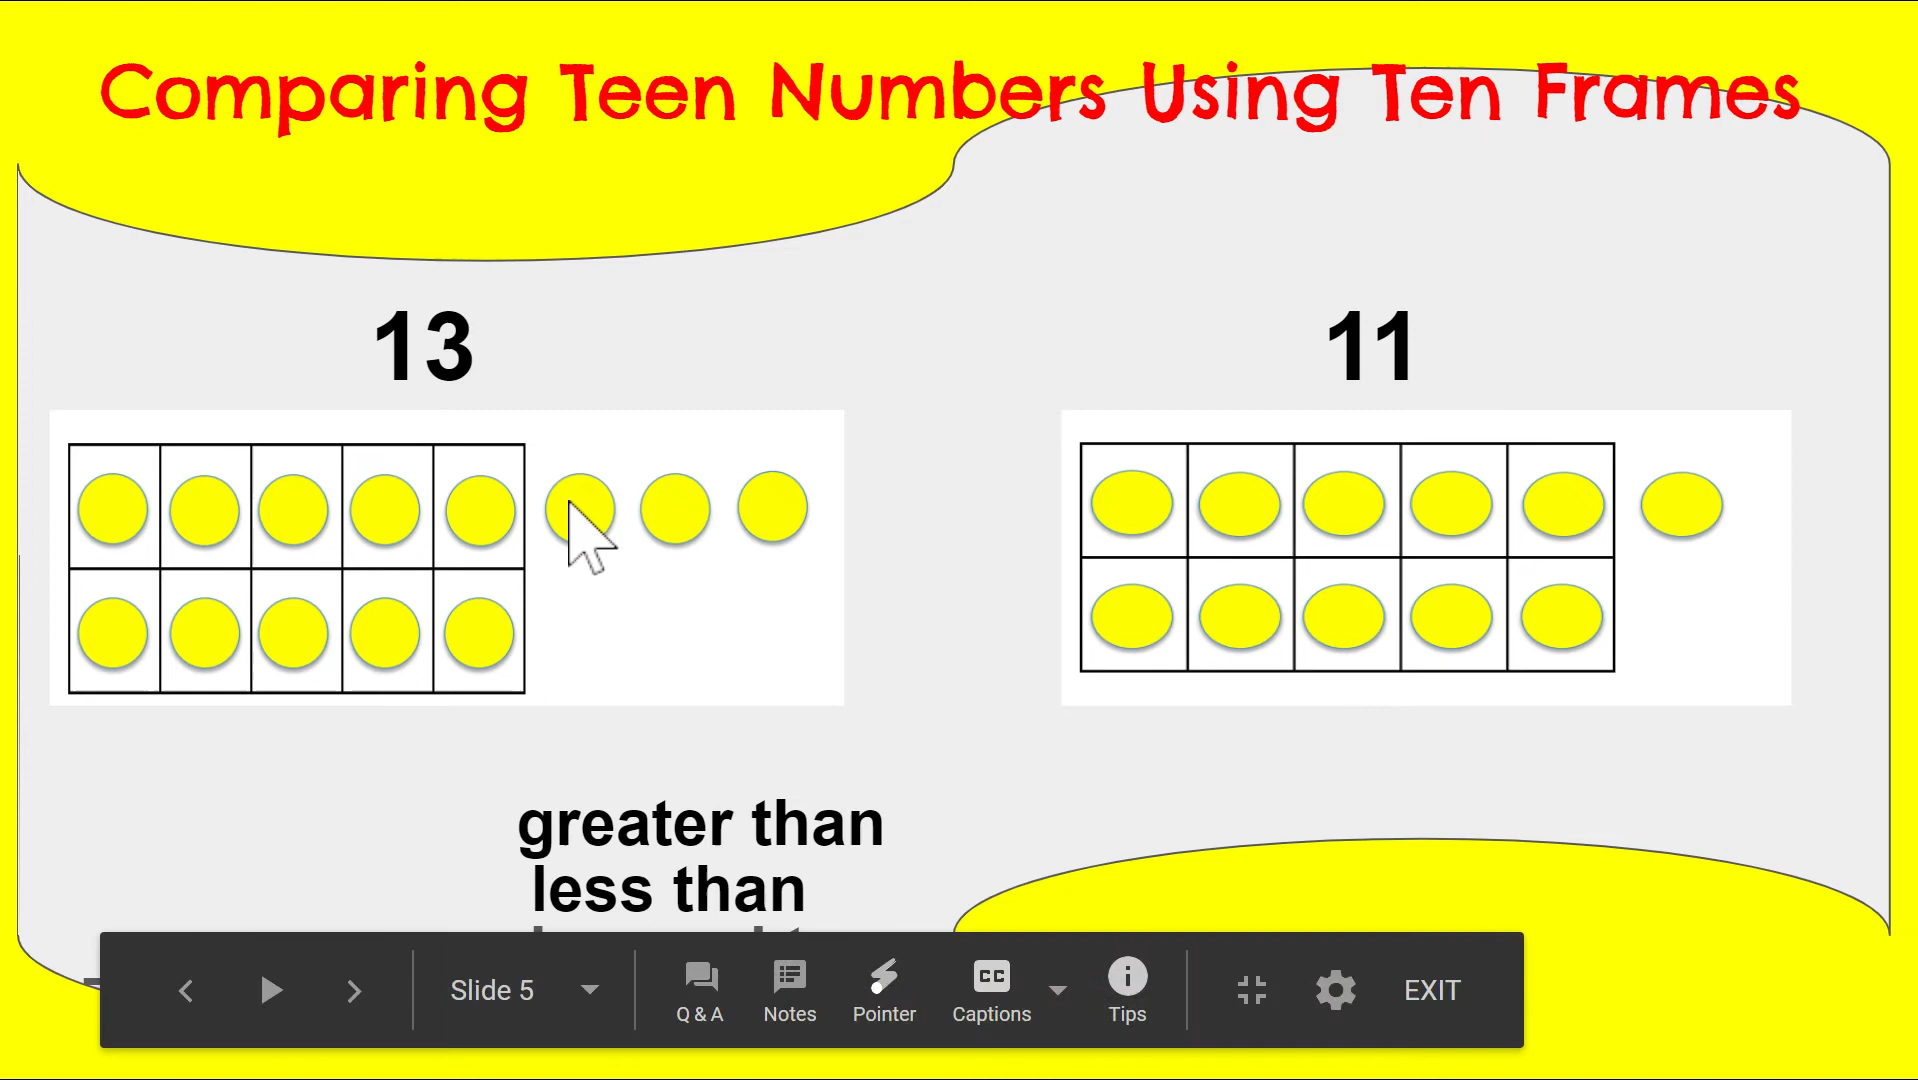 Comparing Teen Numbers Using Ten Frames
13
11
greater than
less than
Slide 5
Q & A
Notes
Pointer
CC
Captions
Tips
EXIT